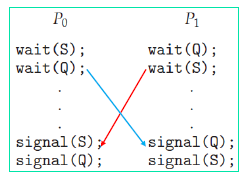 P0 P1
wait(S); wait(Q);
wait(Q); wait(S);
. .
. .
. .
signal(S); signal(Q);
signal(Q); signal(S);